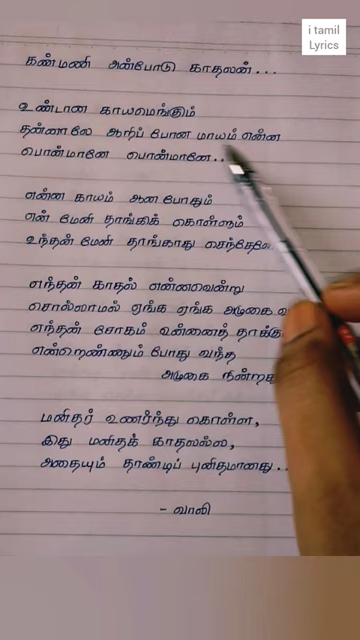 i tamil
Lyrics
கண்மணி அன்போடு காதலன்...
உண்டான காயமெங்கும்
தன்னாலே ஆறிப் போன மாயம் என்ன
பொன்மானே பொன்மானே...
என்ன காயம் ஆன போதும்
என் மேனி தாங்கிக் கொள்ளும்
உந்தன் மேனி தாங்காது செந்தேனே
எந்தன் காதல் என்னவென்று
சொல்லாமல் ஏங்க ஏங்க அழுகை
எந்தன் சோகம் உன்னைத்
என்றெண்ணும் போது வந்த
அழுகை நின்றது
மனிதர் உணர்ந்து கொள்ள,
இது மனிதக் காதலல்ல,
அதையும் தாண்டிப் புனிதமானது...
- வாலி